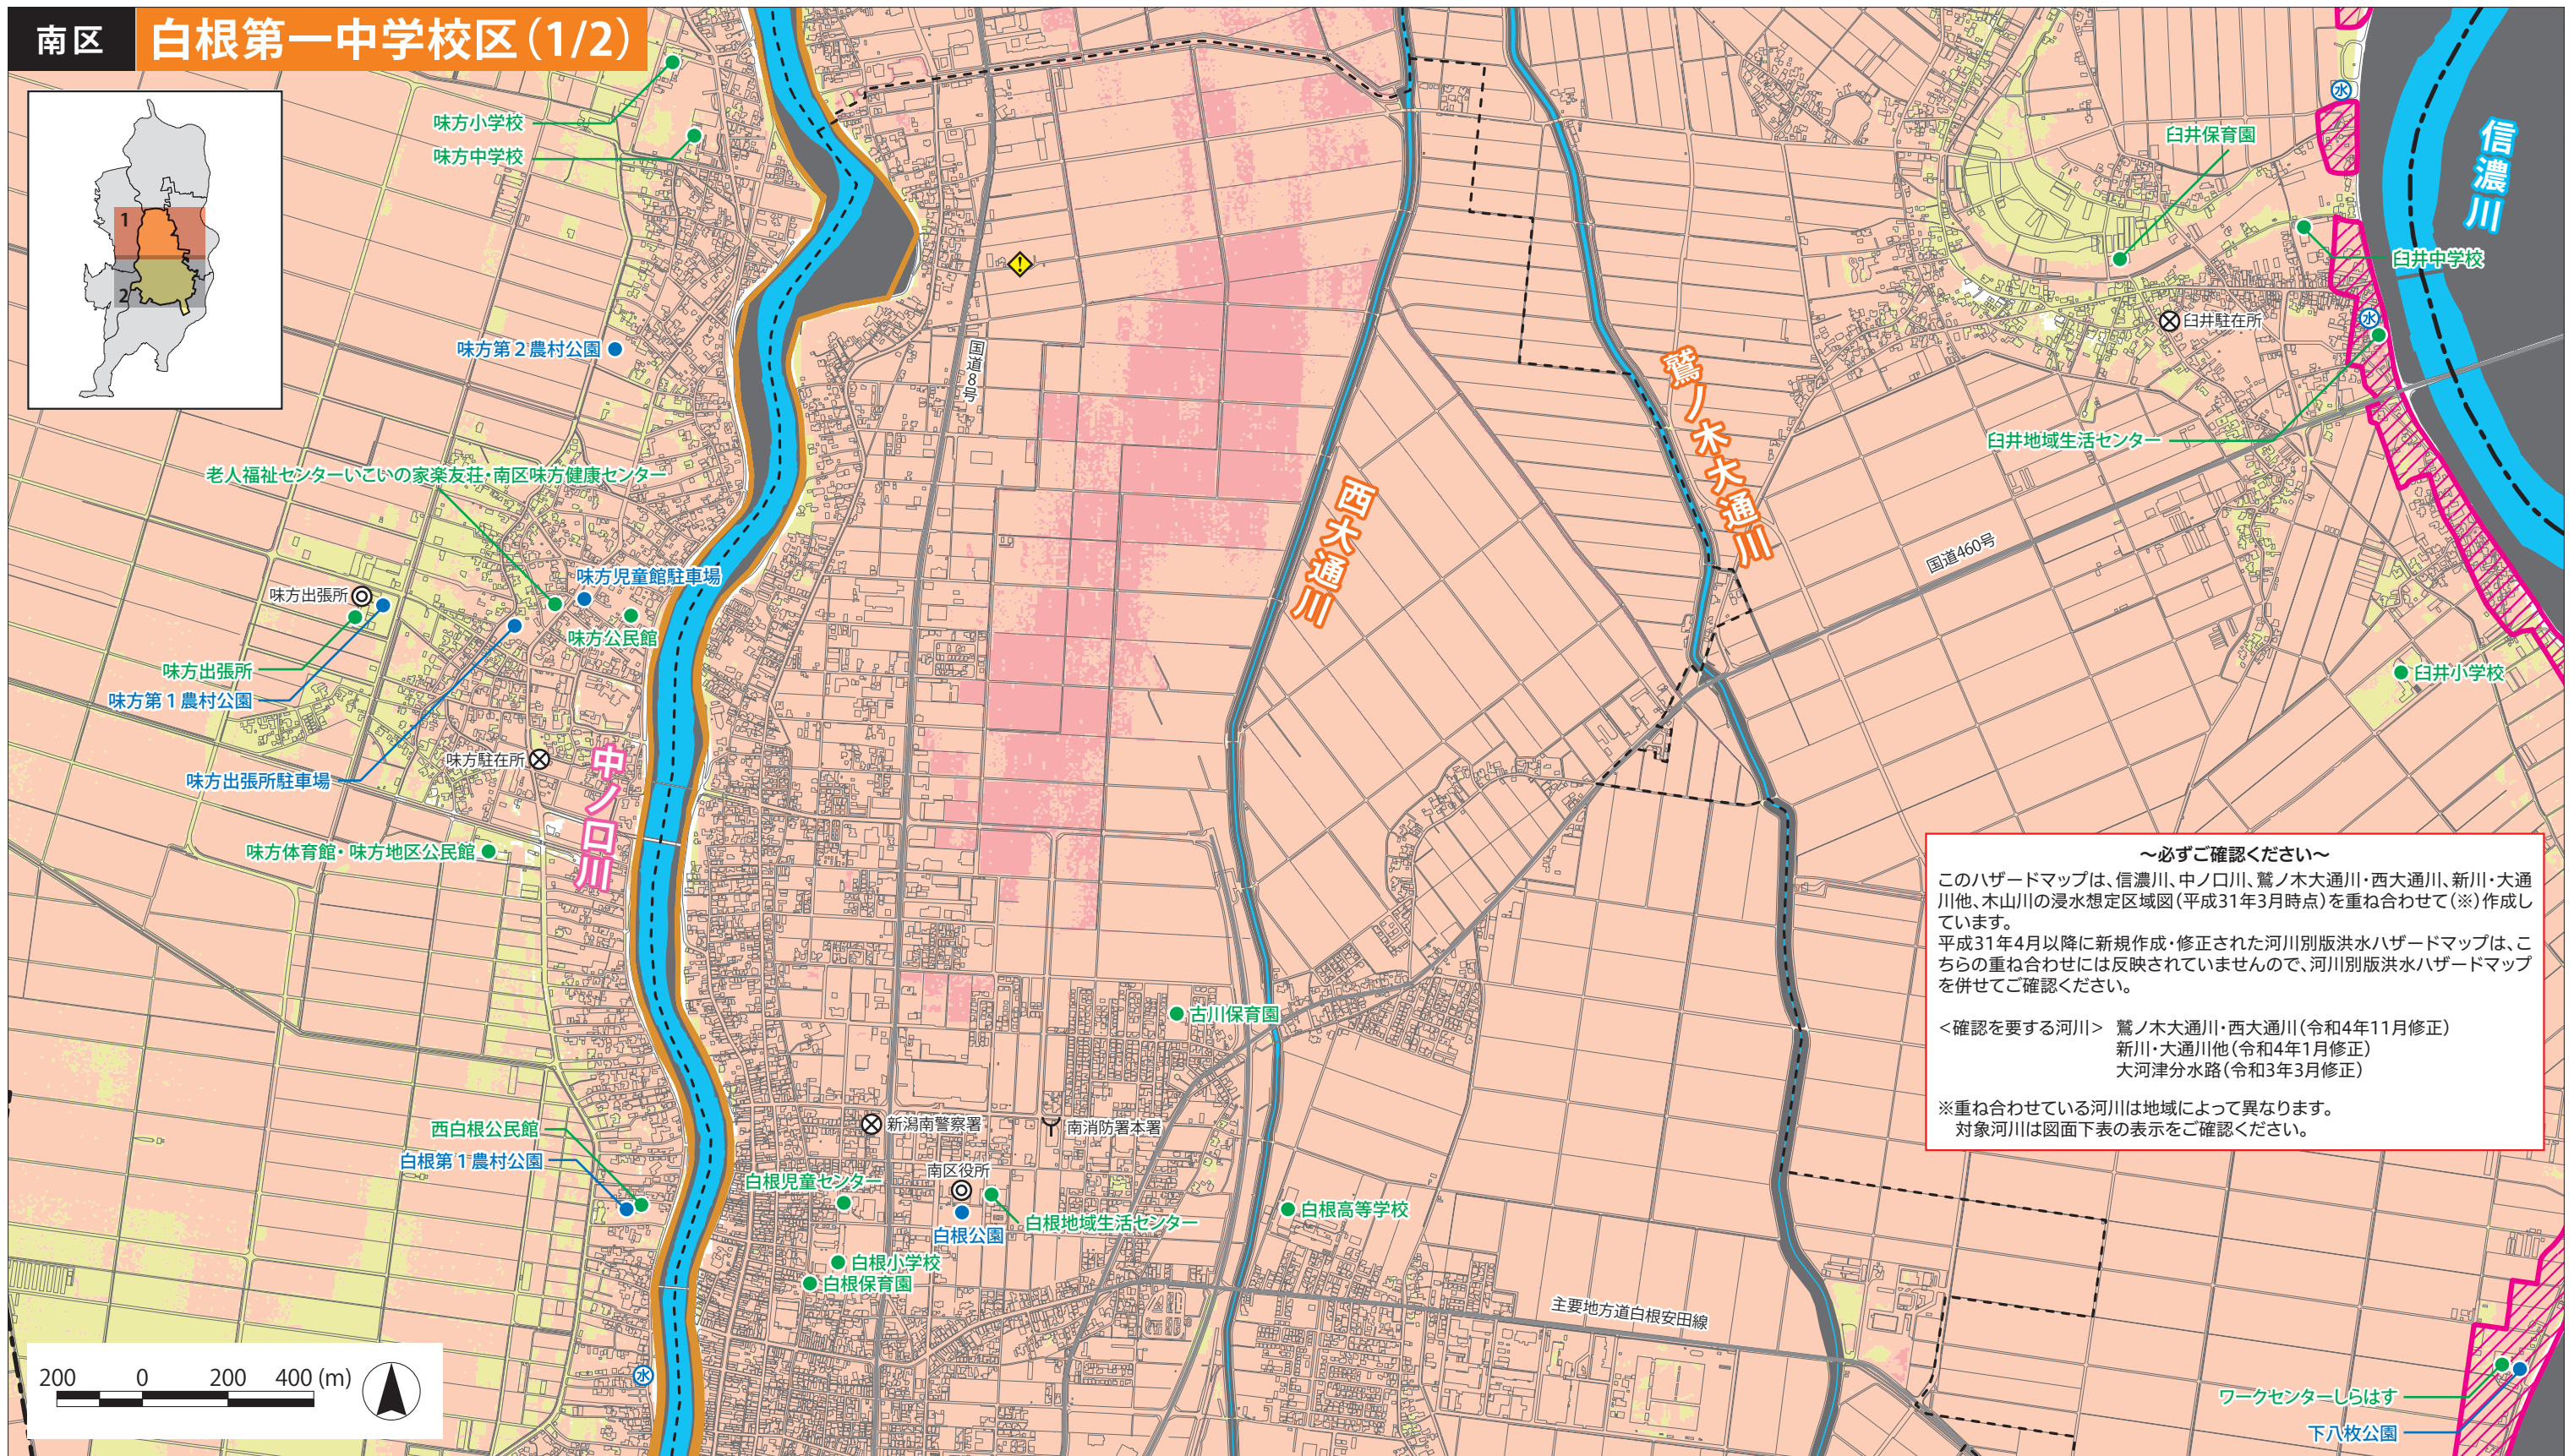 南区
白根第一中学校区(1/2)
1
2
味方小学校
味方中学校
水
臼井保育園
信濃川
臼井中学校
水
臼井駐在所
味方第2農村公園
国道8号
鷲ノ木大通川
臼井地域生活センター
老人福祉センターいこいの家楽友荘・南区味方健康センター
西大通川
国道460号
味方児童館駐車場
味方出張所
味方公民館
味方出張所
味方第1農村公園
臼井小学校
味方駐在所
味方出張所駐車場
中ノ口川
味方体育館・味方地区公民館
~必ずご確認ください~
このハザードマップは、信濃川、中ノ口川、鷲ノ木大通川・西大通川、新川・大通
川他、木山川の浸水想定区域図(平成31年3月時点)を重ね合わせて(※)作成し
ています。
平成31年4月以降に新規作成・修正された河川別版洪水ハザードマップは、こ
ちらの重ね合わせには反映されていませんので、河川別版洪水ハザードマップ
を併せてご確認ください。
<確認を要する河川> 鷲ノ木大通川・西大通川(令和4年11月修正)
新川・大通川他(令和4年1月修正)
大河津分水路(令和3年3月修正)
※重ね合わせている河川は地域によって異なります。
対象河川は図面下表の表示をご確認ください。
古川保育園
新潟南警察署
南消防署本署
西白根公民館
白根第1農村公園
南区役所
白根児童センター
白根公園
白根地域生活センター
白根高等学校
白根小学校
白根保育園
主要地方道白根安田線
水
200 0 200 400 (m)
ワークセンターしらはす
下八枚公園